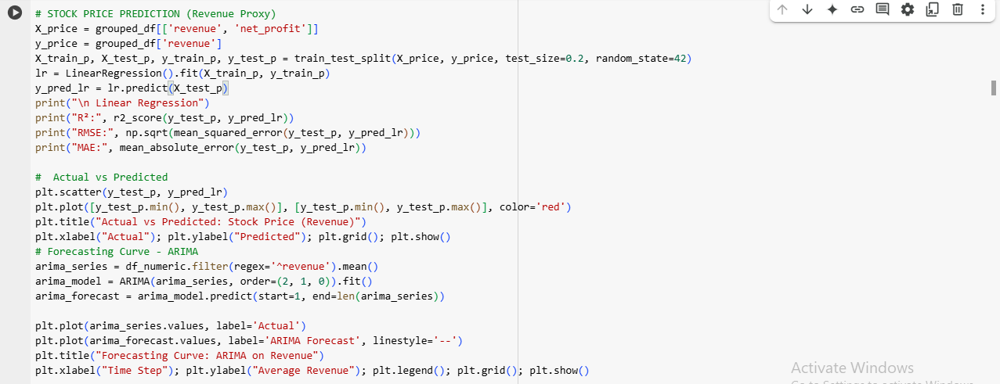 # STOCK PRICE PREDICTION (Revenue Proxy)
X_price = grouped_df[['revenue', 'net_profit']]
y_price = grouped_df['revenue']
X_train_p, X_test_p, y_train_p, y_test_p = train_test_split(X_price, y_price, test_size=0.2, random_state=42)
lr = LinearRegression().fit(X_train_p, y_train_p)
y_pred_lr = lr.predict(X_test_p)
print("\n Linear Regression")
print("R²:", r2_score(y_test_p, y_pred_lr))
print("RMSE:", np.sqrt(mean_squared_error(y_test_p, y_pred_lr)))
print("MAE:", mean_absolute_error(y_test_p, y_pred_lr))

#  Actual vs Predicted
plt.scatter(y_test_p, y_pred_lr)
plt.plot([y_test_p.min(), y_test_p.max()], [y_test_p.min(), y_test_p.max()], color='red')
plt.title("Actual vs Predicted: Stock Price (Revenue)")
plt.xlabel("Actual"); plt.ylabel("Predicted"); plt.grid(); plt.show()
# Forecasting Curve - ARIMA
arima_series = df_numeric.filter(regex='^revenue').mean()
arima_model = ARIMA(arima_series, order=(2, 1, 0)).fit()
arima_forecast = arima_model.predict(start=1, end=len(arima_series))

plt.plot(arima_series.values, label='Actual')
plt.plot(arima_forecast.values, label='ARIMA Forecast', linestyle='--')
plt.title("Forecasting Curve: ARIMA on Revenue")
plt.xlabel("Time Step"); plt.ylabel("Average Revenue"); plt.legend(); plt.grid(); plt.show()
Activate Windows
Go to Settings to activate Windows